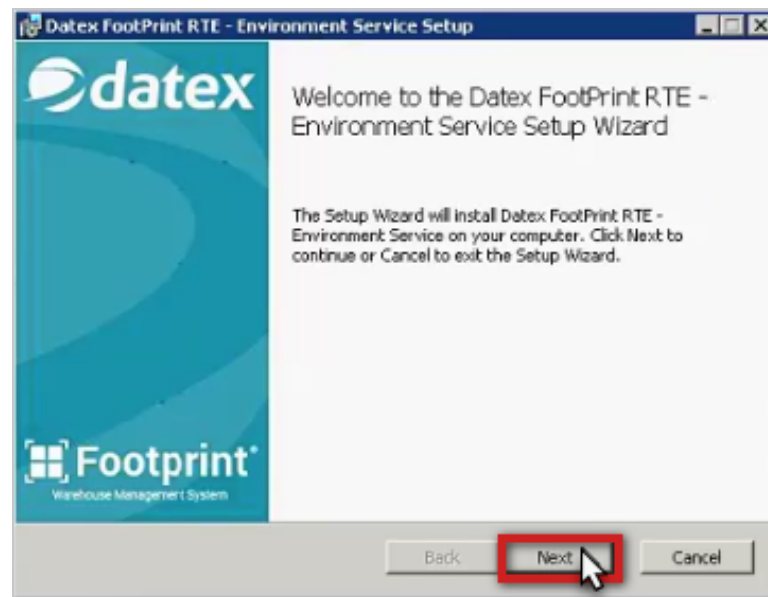 Datex FootPrint RTE - Environment Service Setup
datex
Welcome to the Datex FootPrint RTE -
Environment Service Setup Wizard
The Setup Wizard will install Datex FootPrint RTE -
Environment Service on your computer. Click Next to
continue or Cancel to exit the Setup Wizard.
Footprint
Warehouse Management System
Back Next Cancel